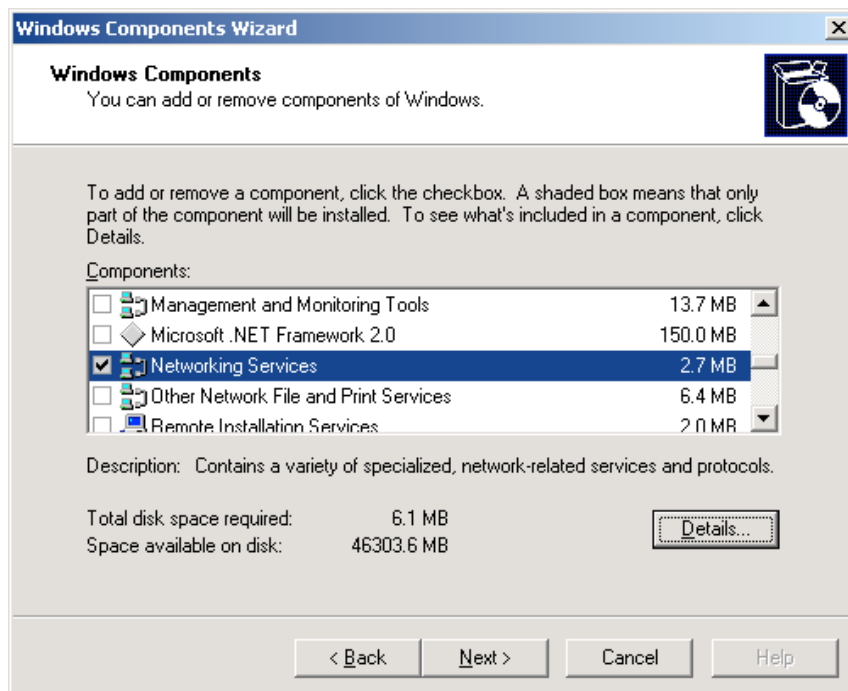 Windows Components Wizard
Windows Components
You can add or remove components of Windows.
To add or remove a component, click the checkbox. A shaded box means that only
part of the component will be installed. To see what's included in a component, click
Details.
Components:
Management and Monitoring Tools 13.7 MB
Microsoft .NET Framework 2.0 150.0 MB
Networking Services 2.7 MB
Other Network File and Print Services 6.4 MB
Remote Installation Services 2.0 MB
Description: Contains a variety of specialized, network-related services and protocols.
Total disk space required: 6.1 MB
Space available on disk: 46303.6 MB
Details...
< Back Next > Cancel Help